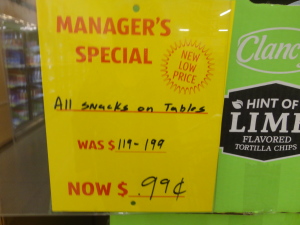 MANAGER'S
SPECIAL
NEW
LOW
PRICE
All snacks on Tables
WAS $ 119-199
NOW $ .99¢
Clancy
HINT OF
LIME
FLAVORED
TORTILLA CHIPS